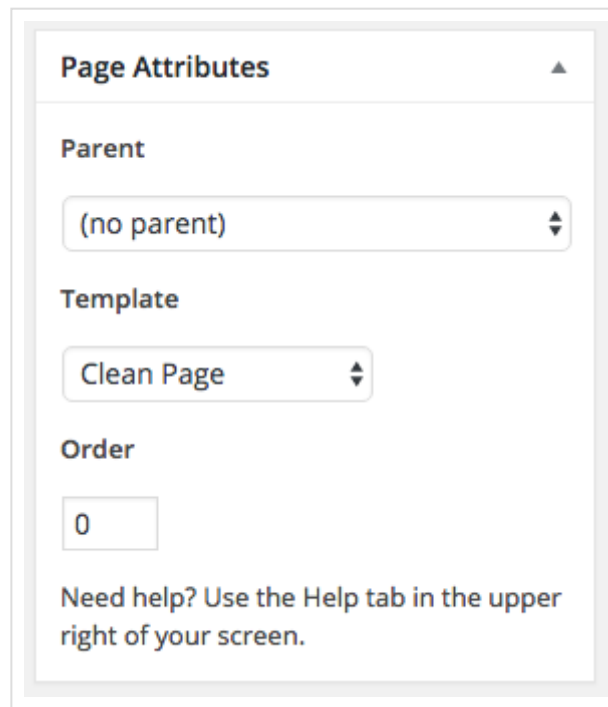 Page Attributes
Parent
(no parent)
Template
Clean Page
Order
0
Need help? Use the Help tab in the upper
right of your screen.